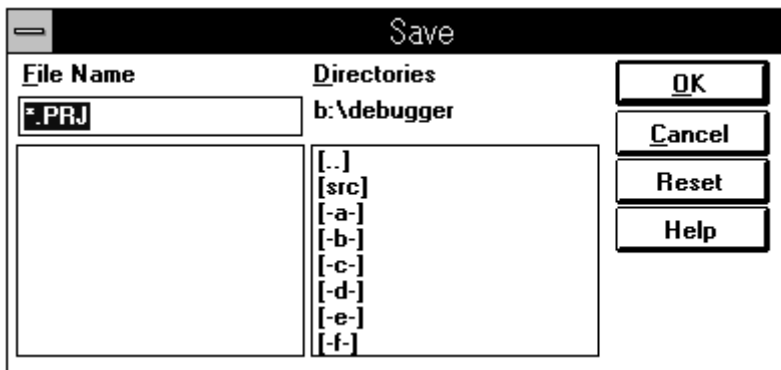 Save
File Name
Directories
*.PRJ
b:\debugger
[..]
[src]
[-a-]
[-b-]
[-c-]
[-d-]
[-e-]
[-f-]
OK
Cancel
Reset
Help